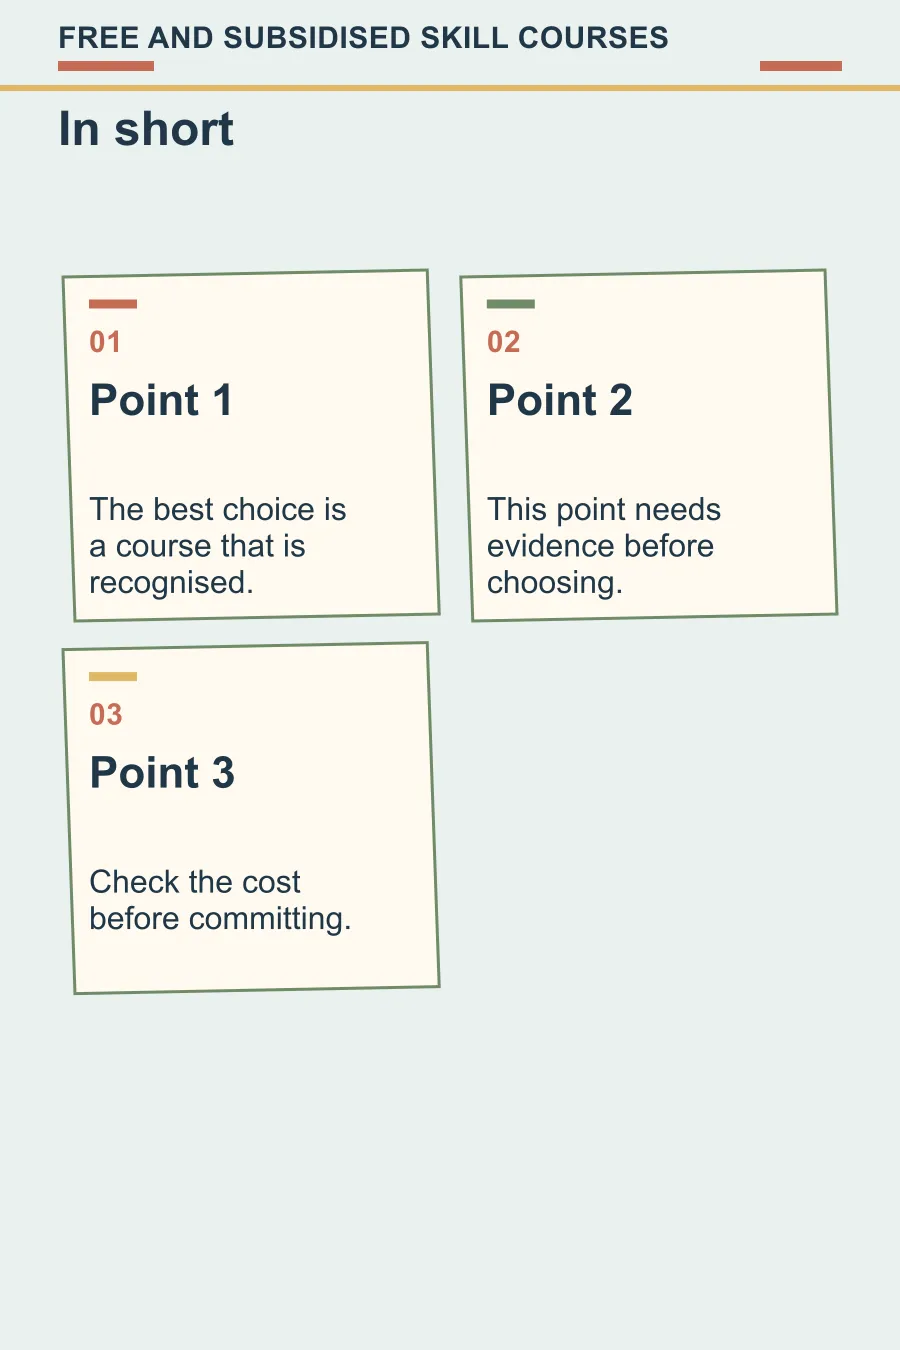 FREE AND SUBSIDISED SKILL COURSES
In short
01
Point 1
The best choice is
a course that is
recognised.
02
Point 2
This point needs
evidence before
choosing.
03
Point 3
Check the cost
before committing.